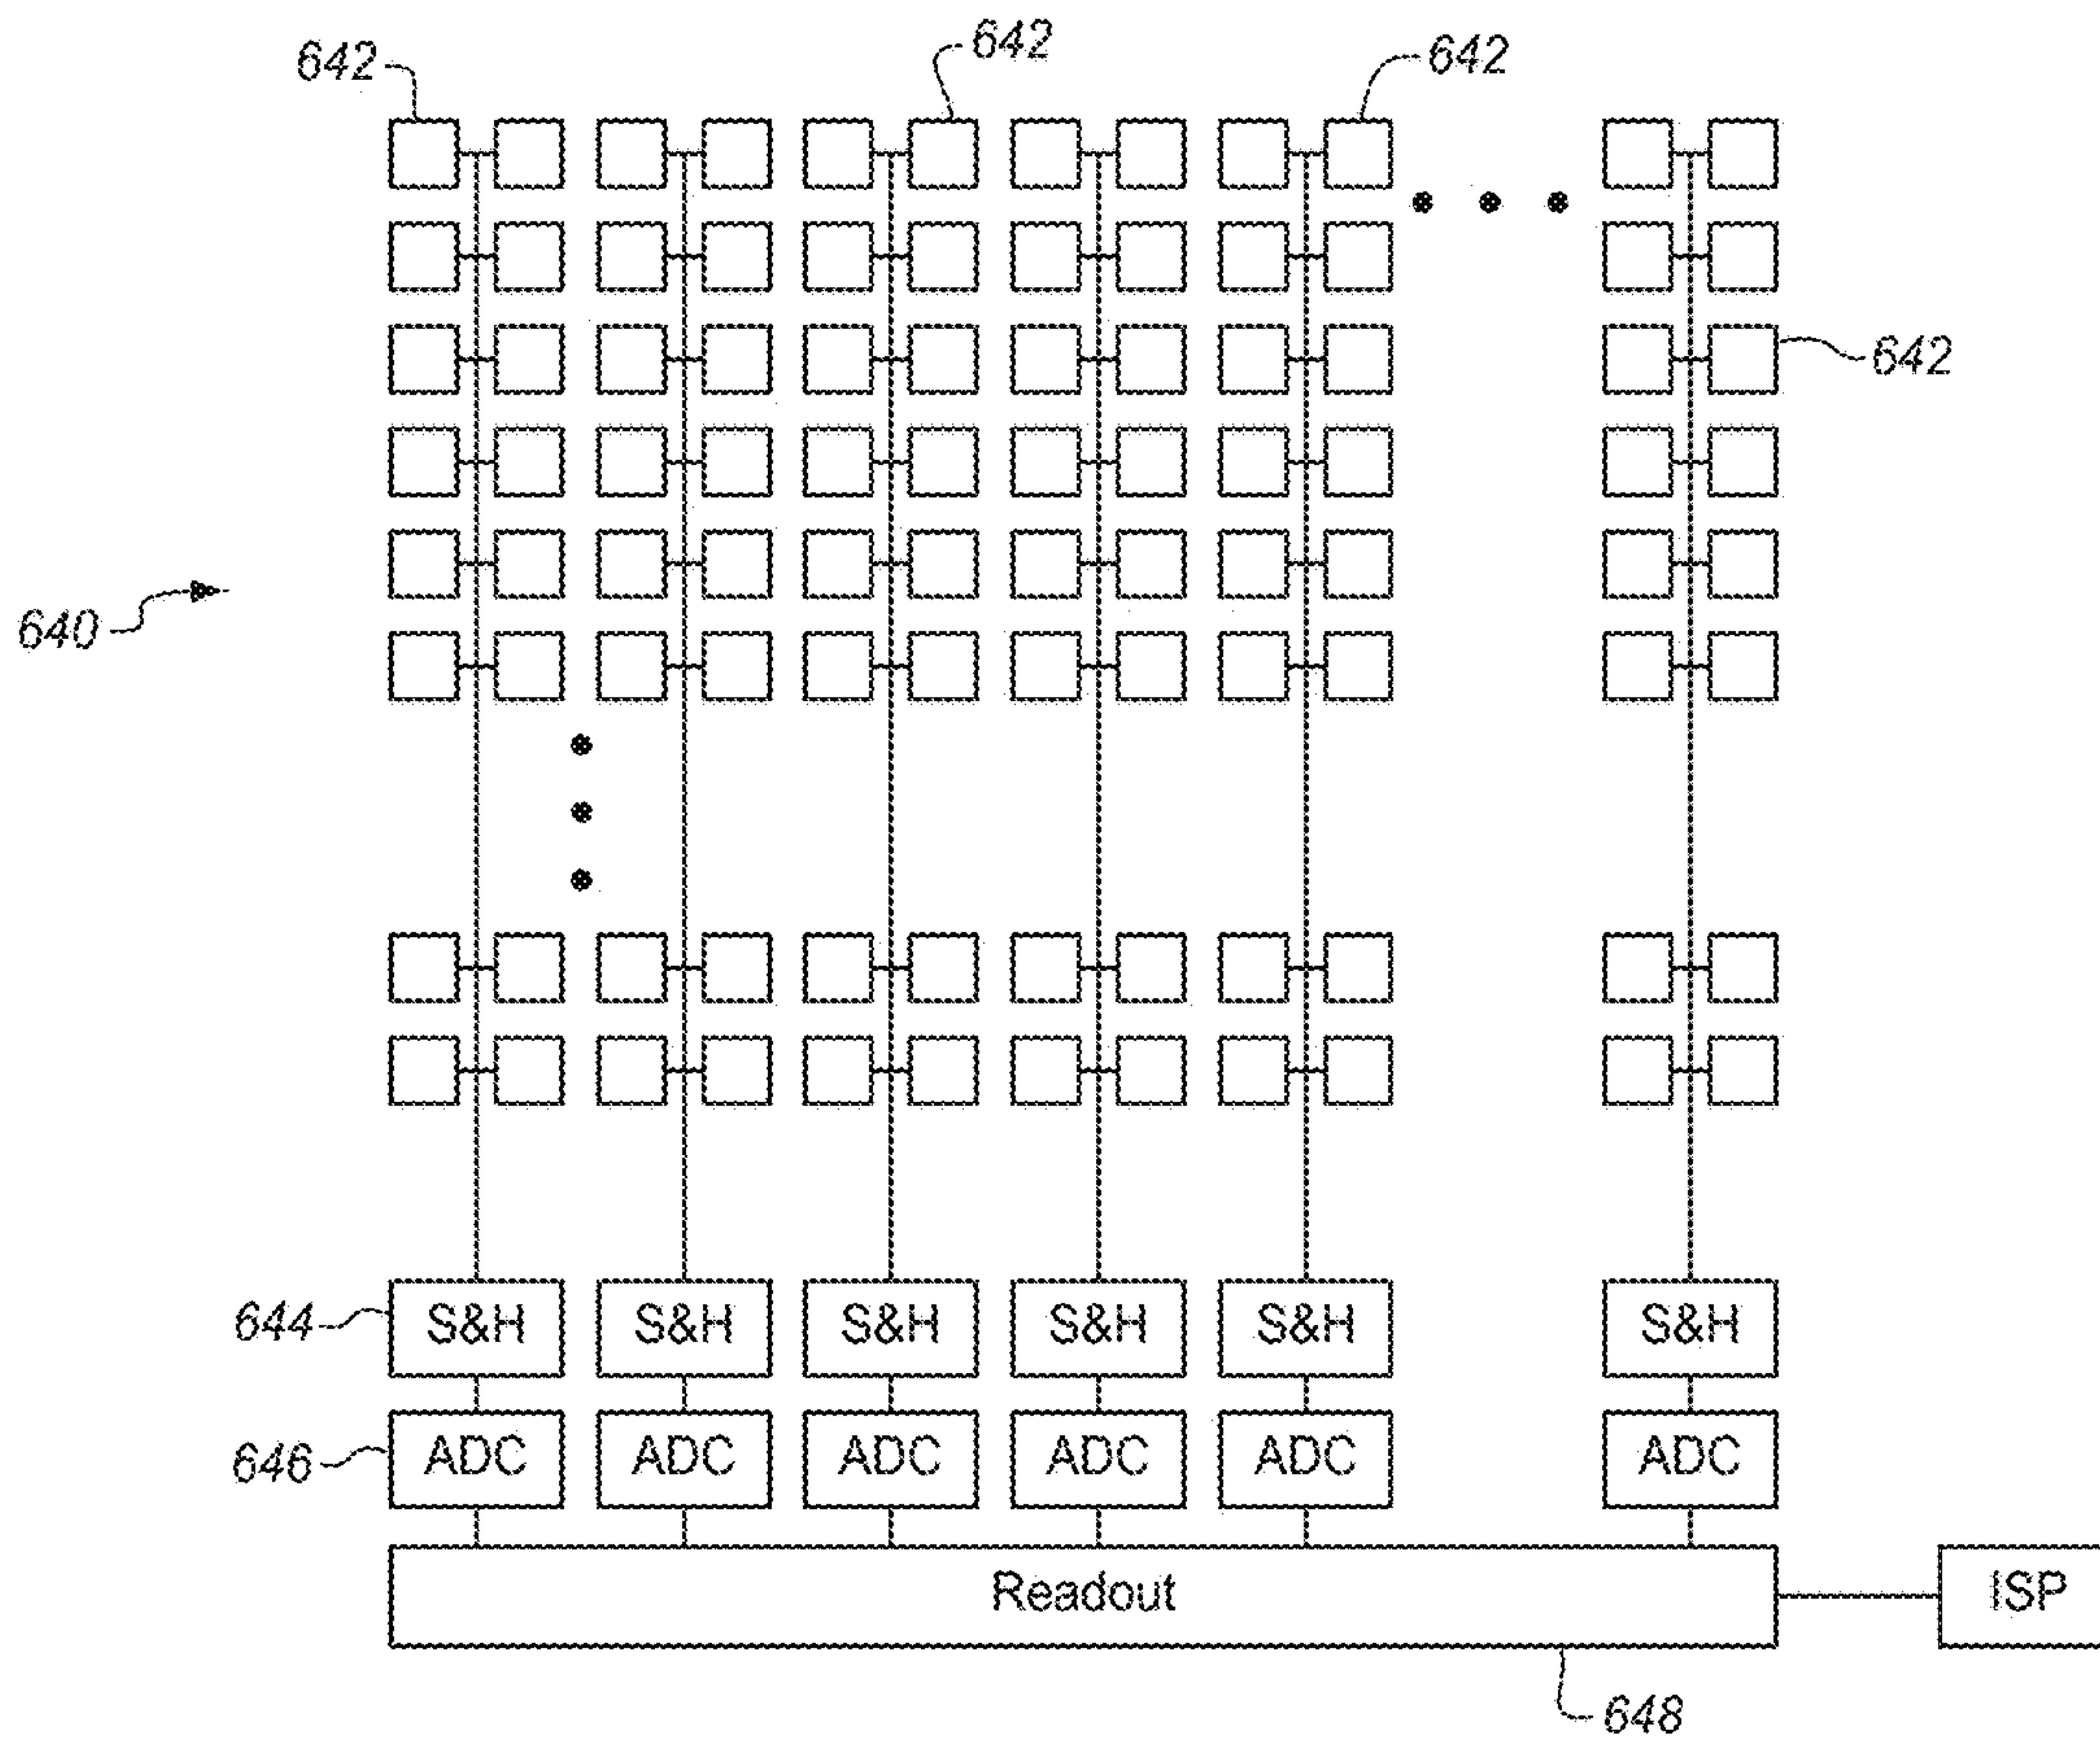 642
642
642
642
640
644
S&H S&H S&H S&H S&H S&H
646
ADC ADC ADC ADC ADC ADC
Readout
ISP
648